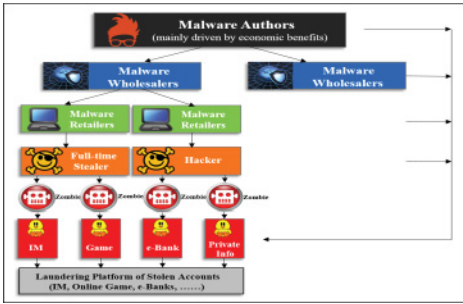 Malware Authors
(mainly driven by economic benefits)
Malware
Wholesalers
Malware
Wholesalers
Malware
Retailers
Malware
Retailers
Full-time
Stealer
Hacker
Zombie
Zombie
Zombie
Zombie
IM
Game
e-Bank
Private
Info
Laundering Platform of Stolen Accounts
(IM, Online Game, e-Banks, ……)